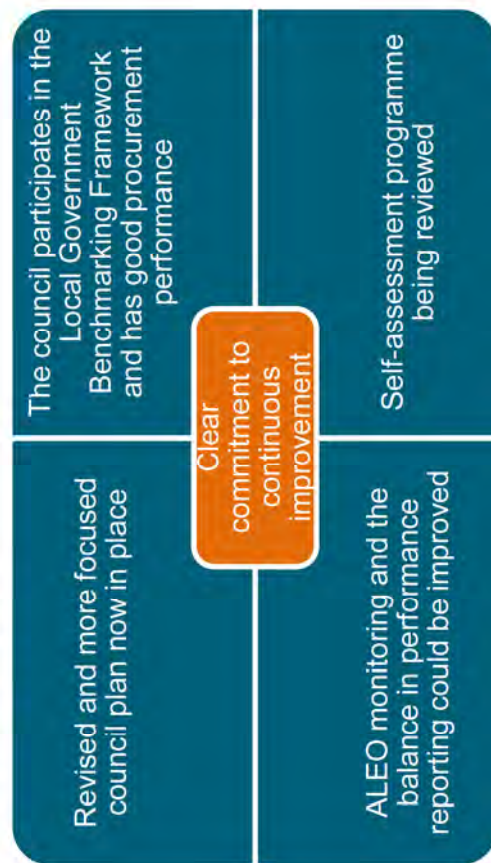 Revised and more focused
council plan now in place
The council participates in the
Local Government
Benchmarking Framework
and has good procurement
performance
Clear
commitment to
continuous
improvement
ALEO monitoring and the
balance in performance
reporting could be improved
Self-assessment programme
being reviewed